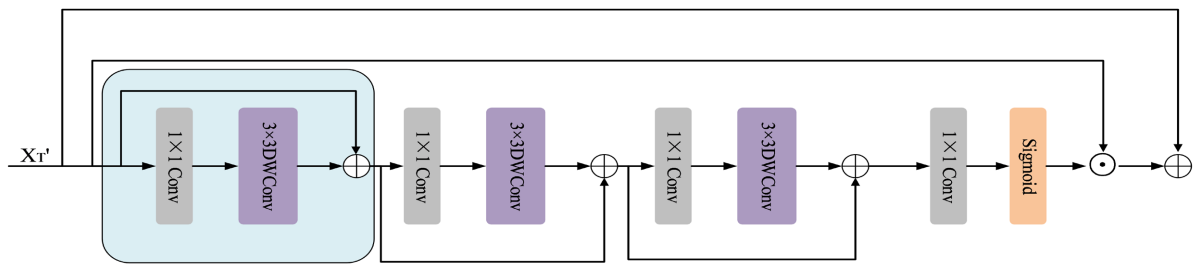 XT'
1×1 Conv
3×3DWConv
1×1 Conv
3×3DWConv
1×1 Conv
3×3DWConv
1×1 Conv
Sigmoid